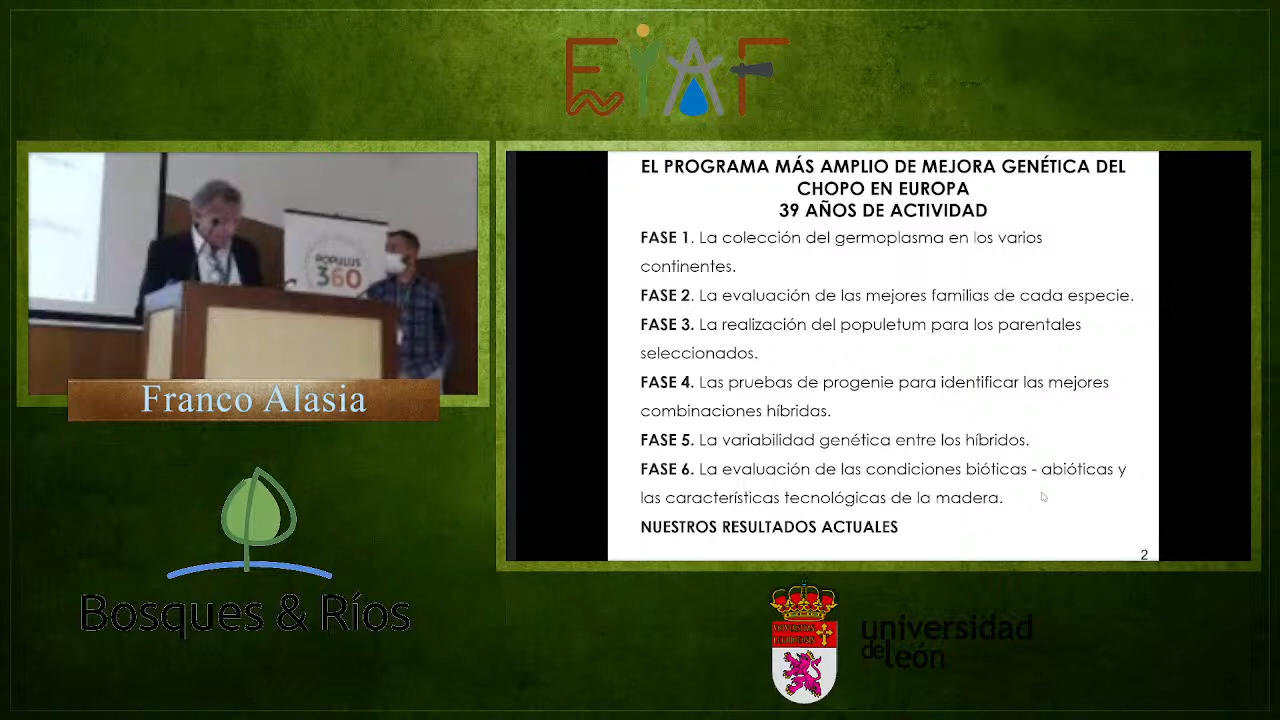 EIAF
EL PROGRAMA MÁS AMPLIO DE MEJORA GENÉTICA DEL
CHOPO EN EUROPA
39 AÑOS DE ACTIVIDAD
FASE 1. La colección del germoplasma en los varios
continentes.
FASE 2. La evaluación de las mejores familias de cada especie.
FASE 3. La realización del populetum para los parentales
seleccionados.
FASE 4. Las pruebas de progenie para identificar las mejores
combinaciones híbridas.
FASE 5. La variabilidad genética entre los híbridos.
FASE 6. La evaluación de las condiciones bióticas - abióticas y
las características tecnológicas de la madera.
NUESTROS RESULTADOS ACTUALES
2
POPULUS
360
Franco Alasia
Bosques & Ríos
universidad
de león